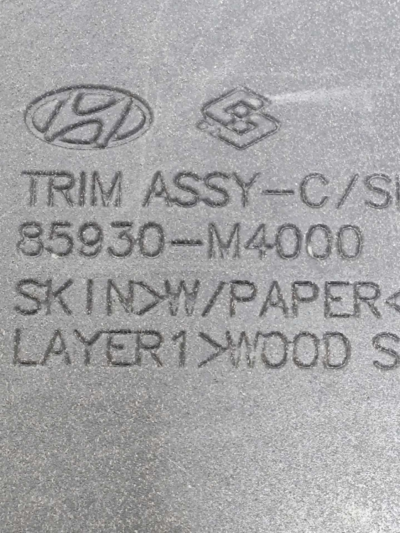 TRIM ASSY-C/S
85930-M4000
SKIN>W/PAPER<
LAYER1>WOOD S